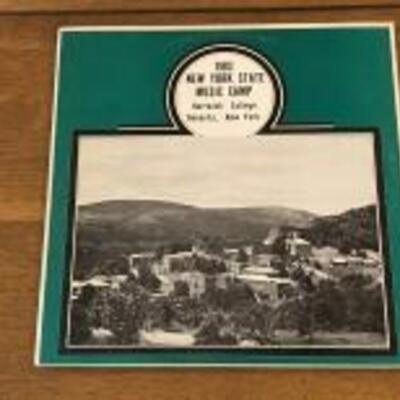 NEW YORK STATE
MUSIC CAMP
Hartwick College
Oneonta, New York